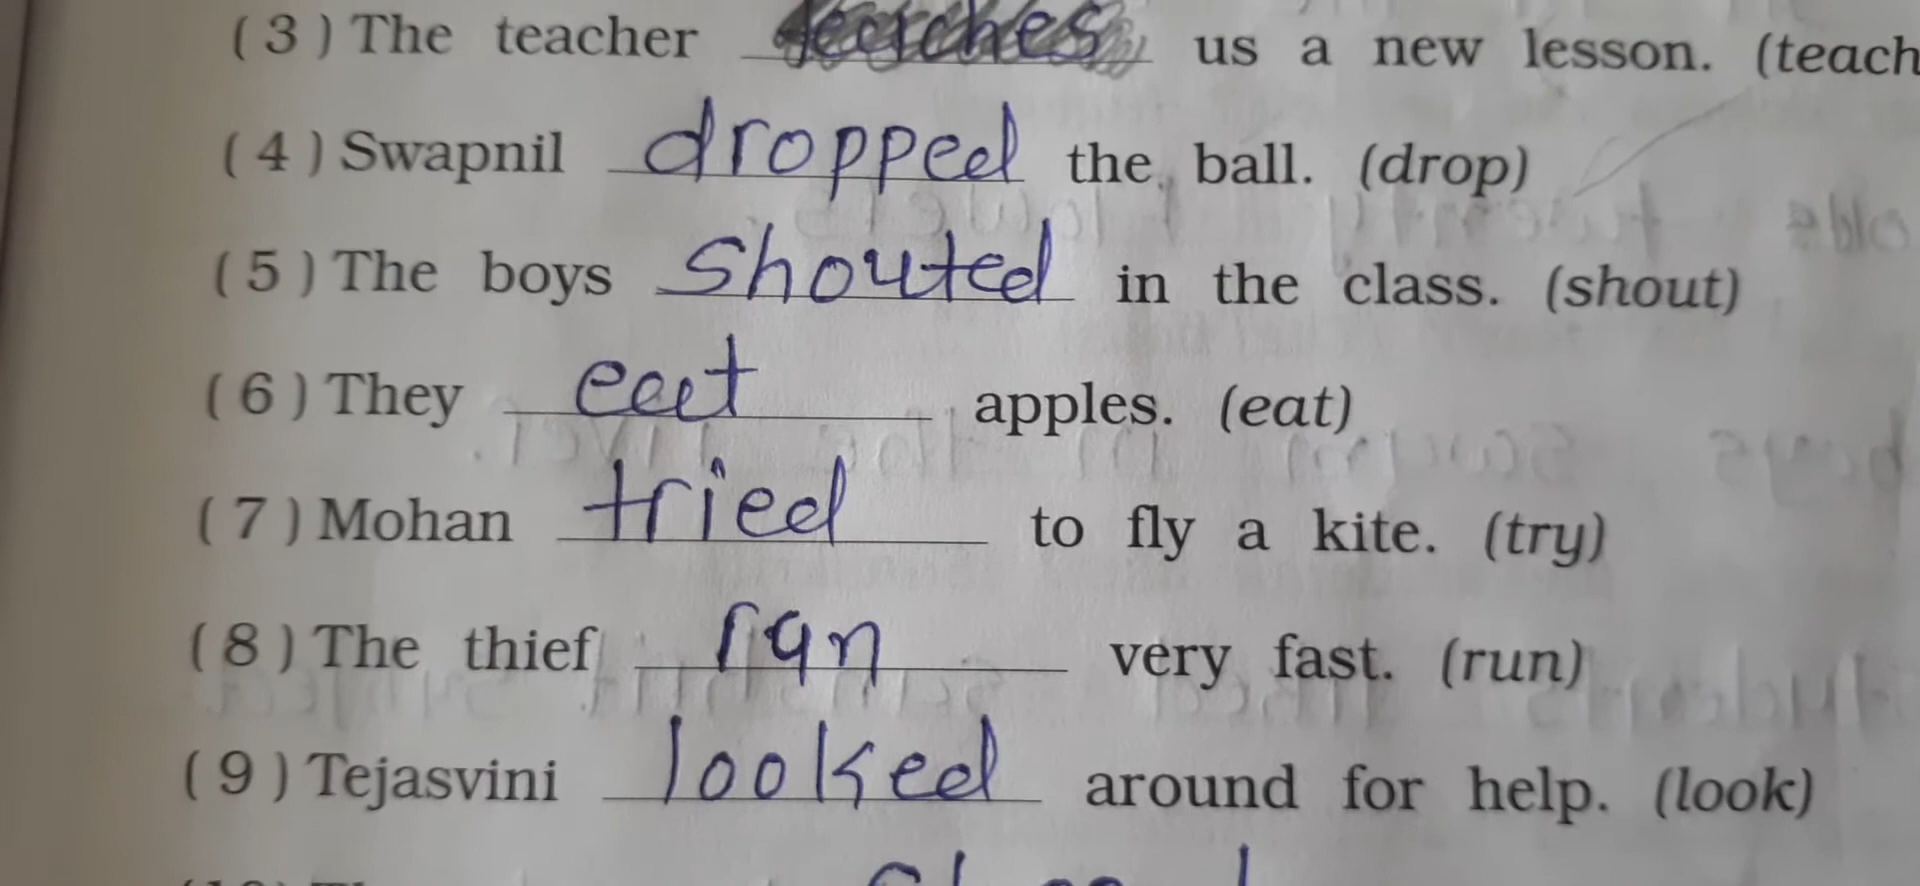 (3) The teacher teaches us a new lesson. (teach
(4) Swapnil dropped the ball. (drop)
(5) The boys shouted in the class. (shout)
(6) They eat apples. (eat)
(7) Mohan tried to fly a kite. (try)
(8) The thief ran very fast. (run)
(9) Tejasvini looked around for help. (look)